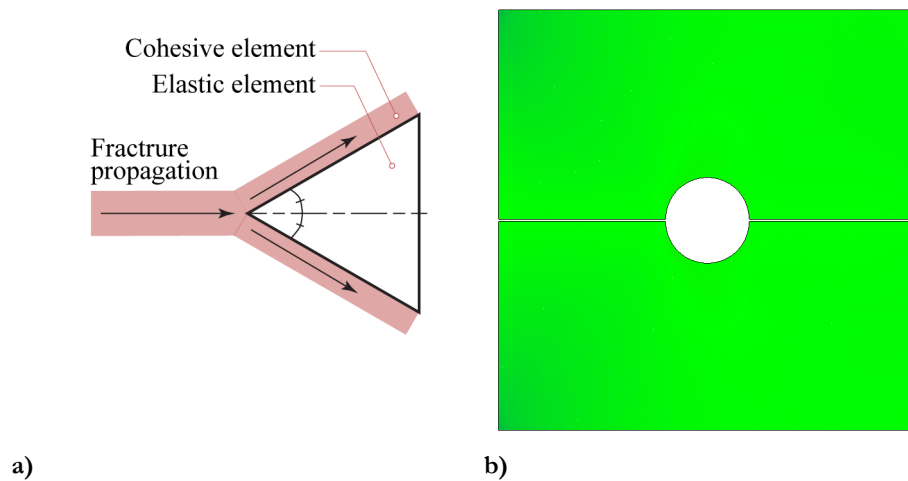 Cohesive element
Elastic element
Fractrure
propagation
a)
b)